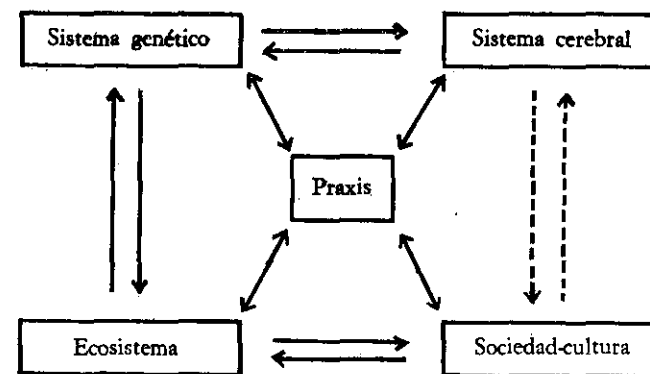 Sistema genético
Sistema cerebral
Praxis
Ecosistema
Sociedad-cultura